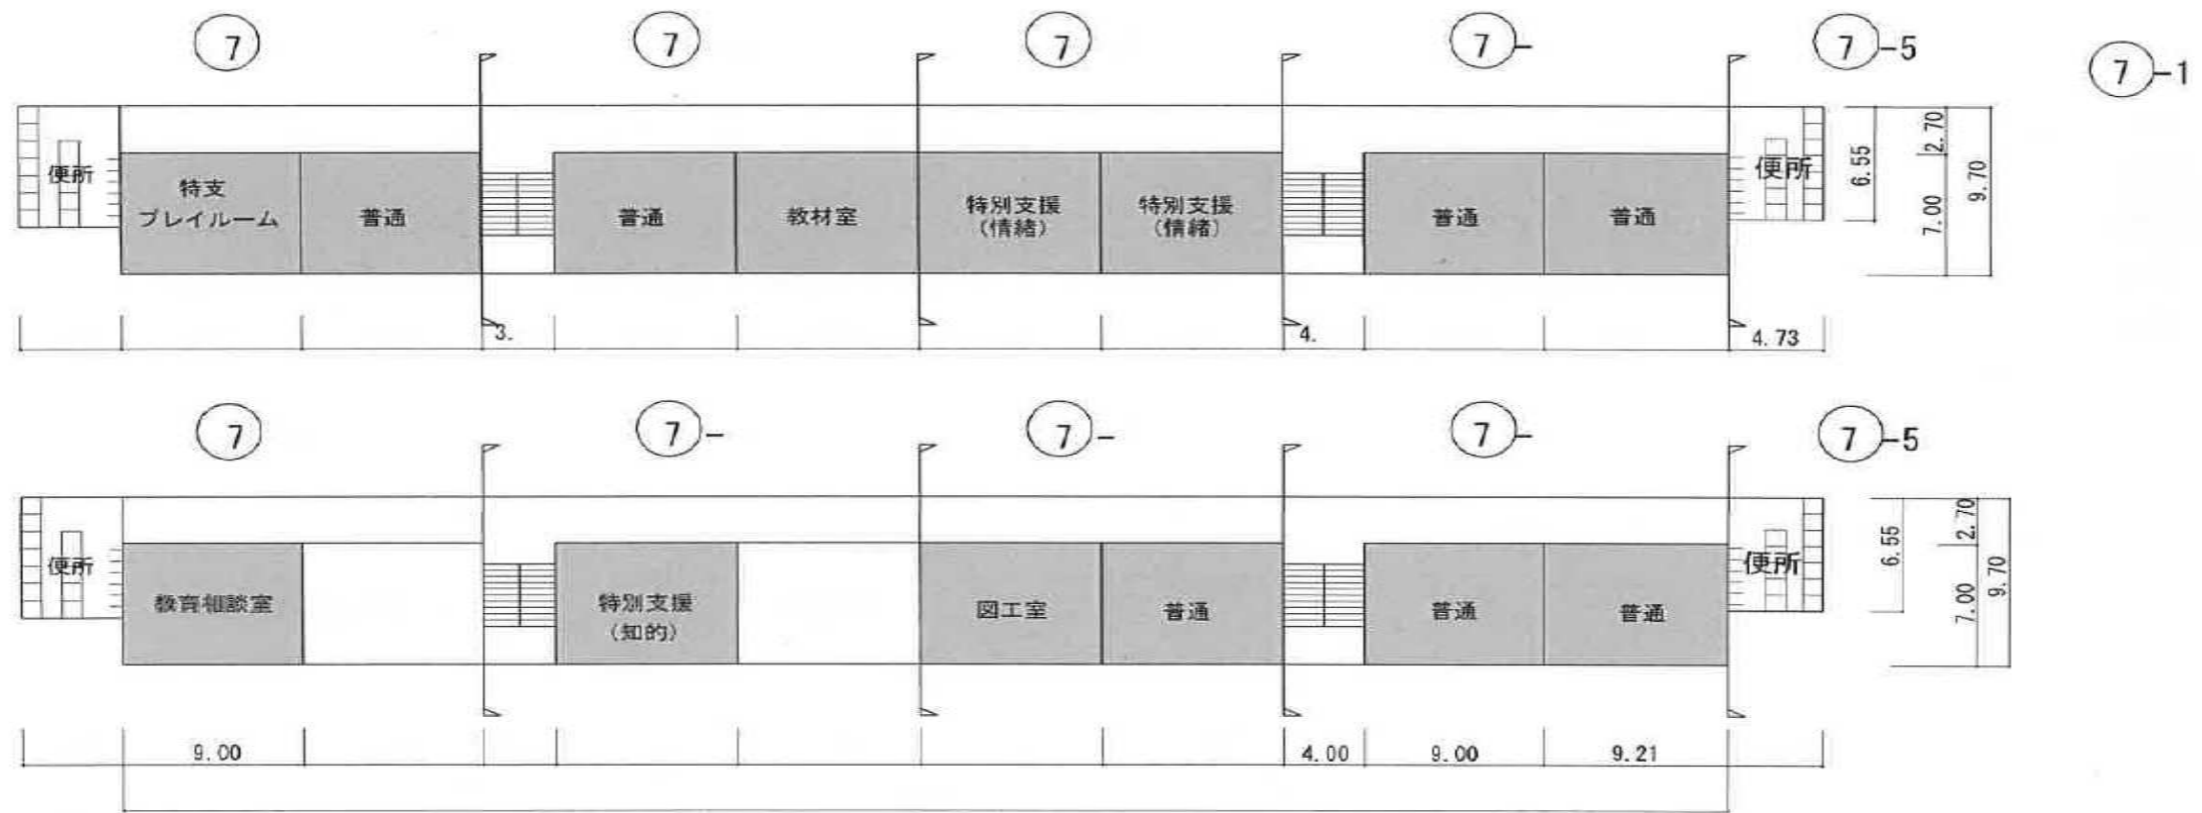 7
7
7
7-
7-5
7-1
便所
特支
プレイルーム
普通
普通
教材室
特別支援
(情緒)
特別支援
(情緒)
普通
普通
便所
6.55
2.70
7.00
9.70
3.
4.
4.73
7
7-
7-
7-
7-5
便所
教育相談室
特別支援
(知的)
図工室
普通
普通
普通
便所
6.55
2.70
7.00
9.70
9.00
4.00
9.00
9.21